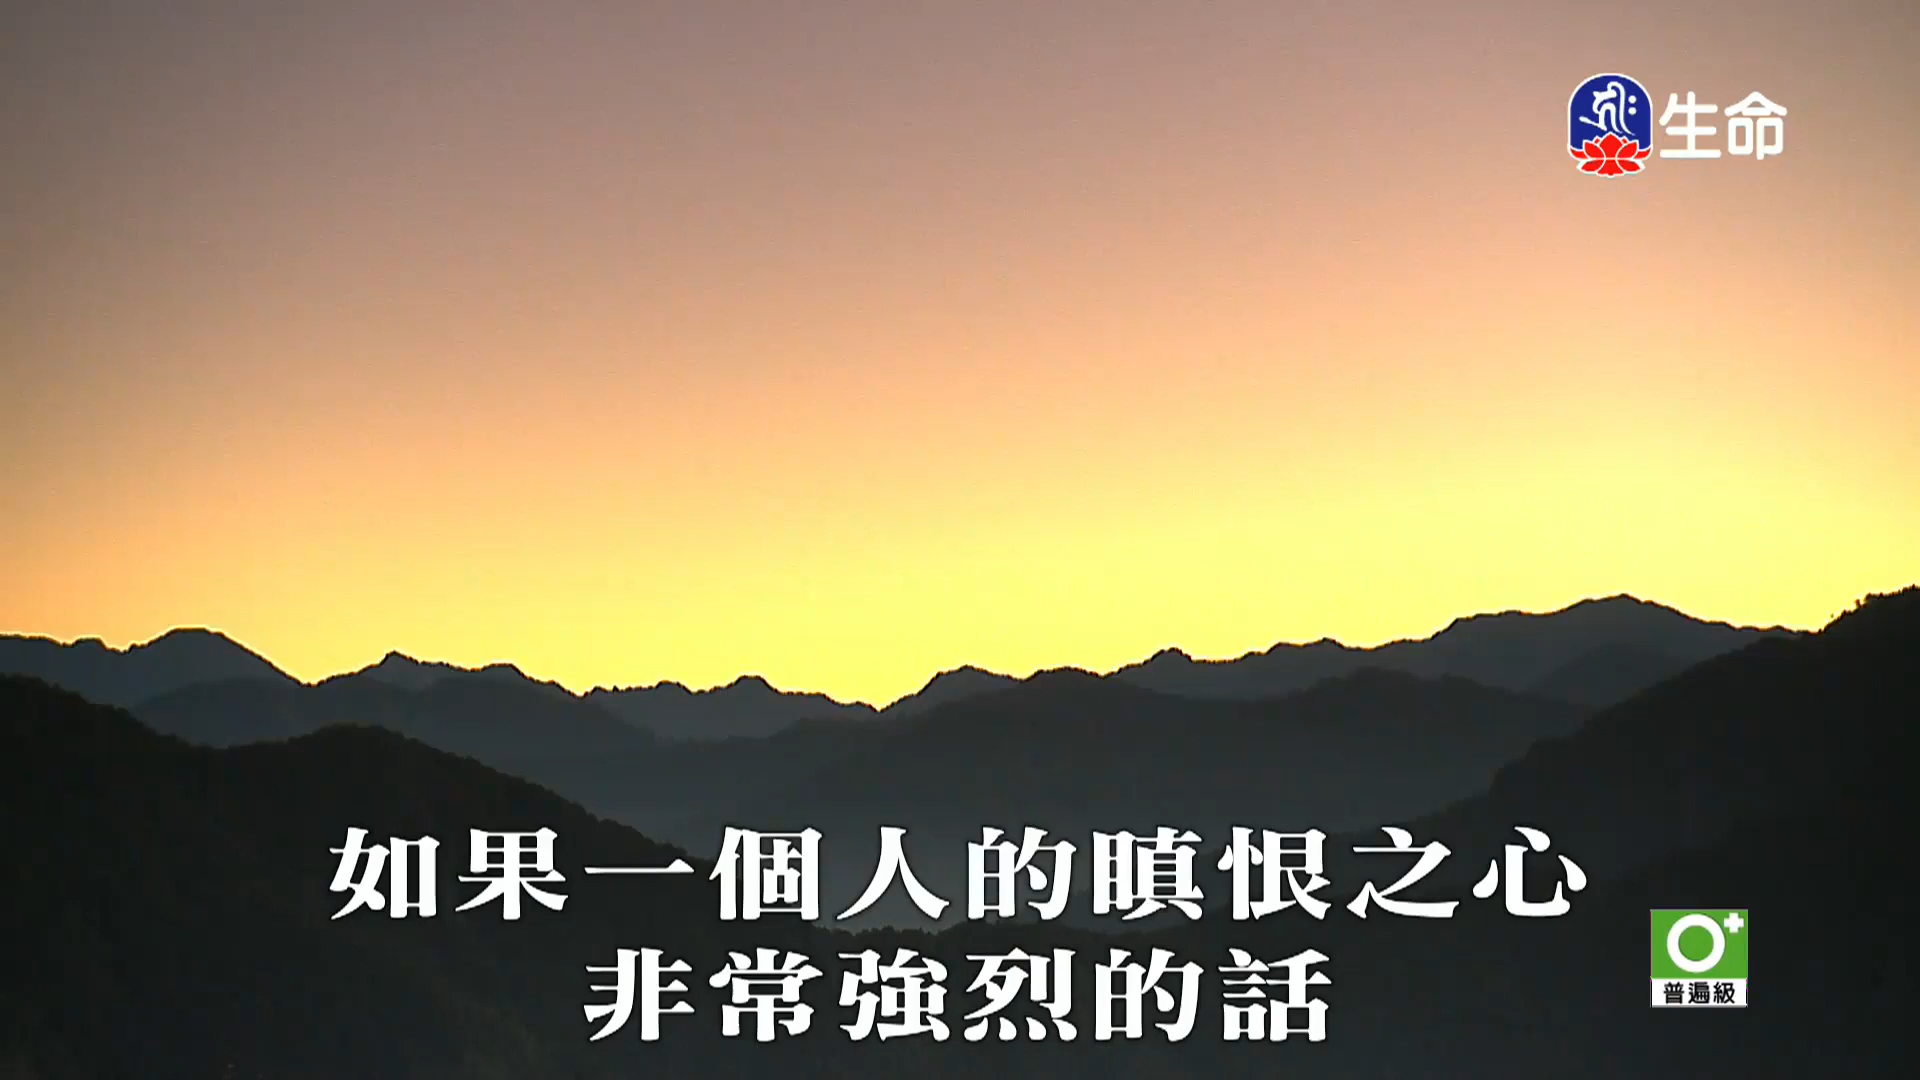 生命
如果一個人的瞋恨之心
非常強烈的話
0+
普遍級